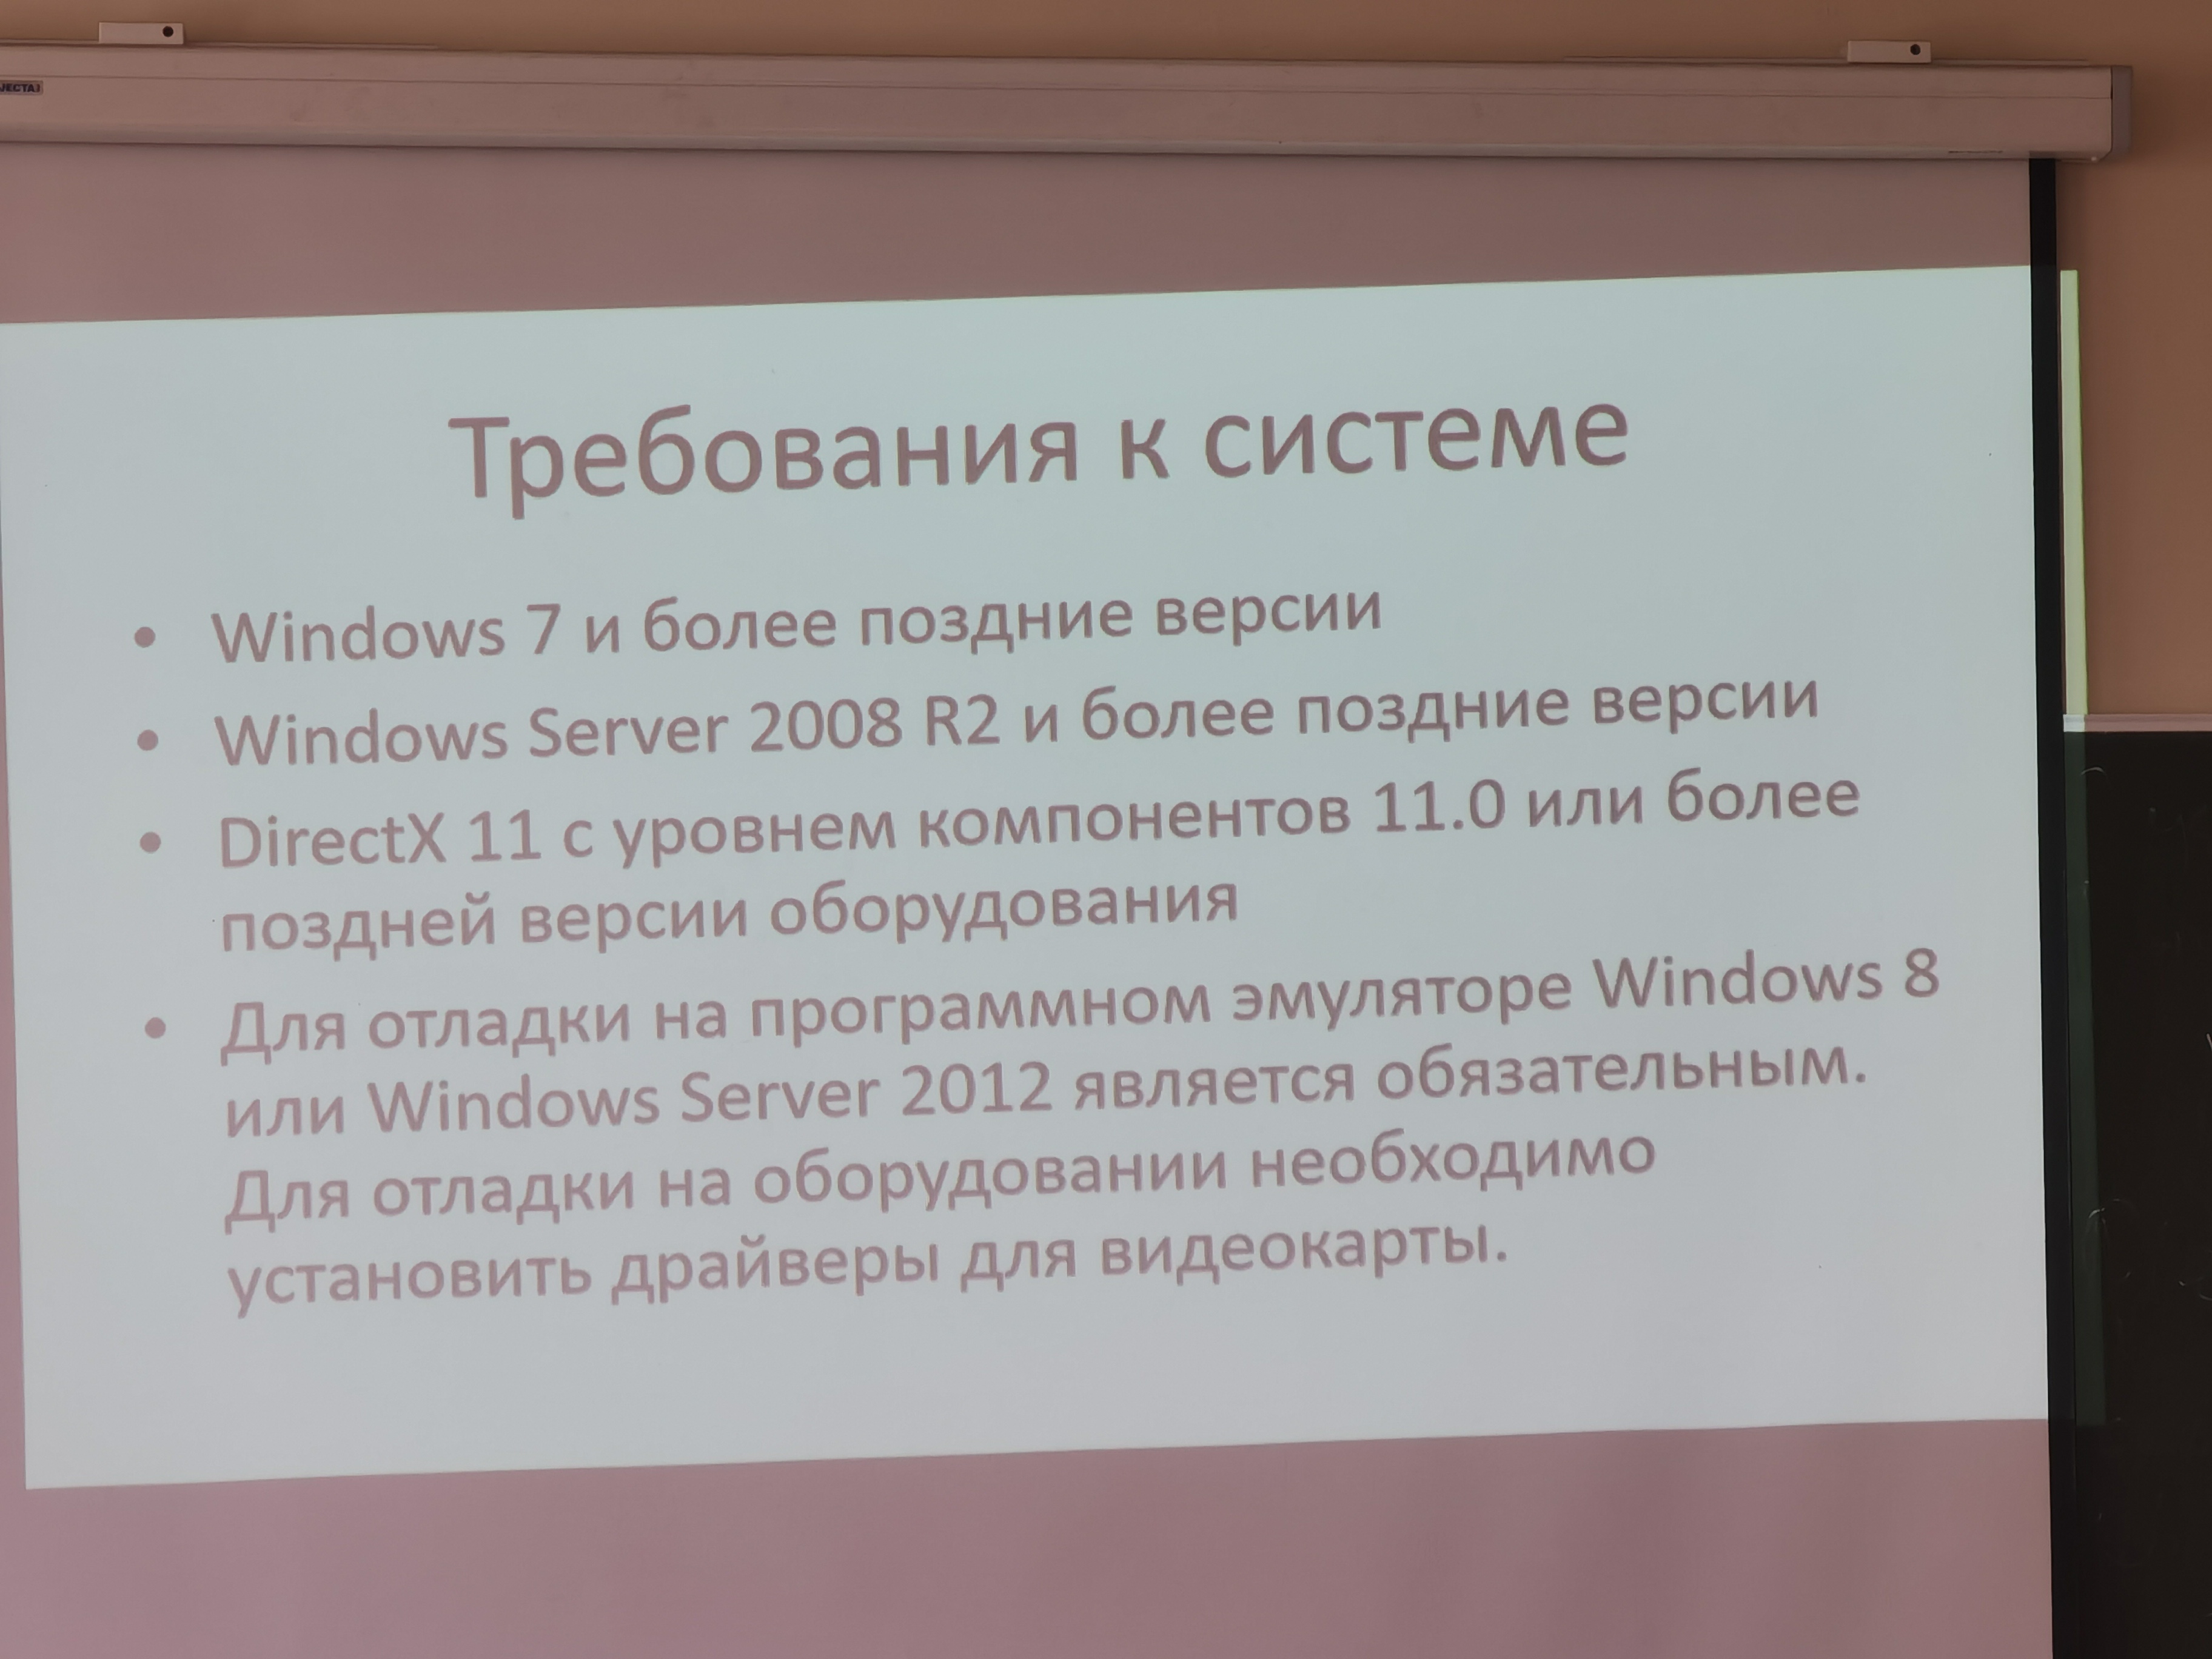 Требования к системе
• Windows 7 и более поздние версии
• Windows Server 2008 R2 и более поздние версии
• DirectX 11 с уровнем компонентов 11.0 или более
поздней версии оборудования
• Для отладки на программном эмуляторе Windows 8
или Windows Server 2012 является обязательным.
Для отладки на оборудовании необходимо
установить драйверы для видеокарты.